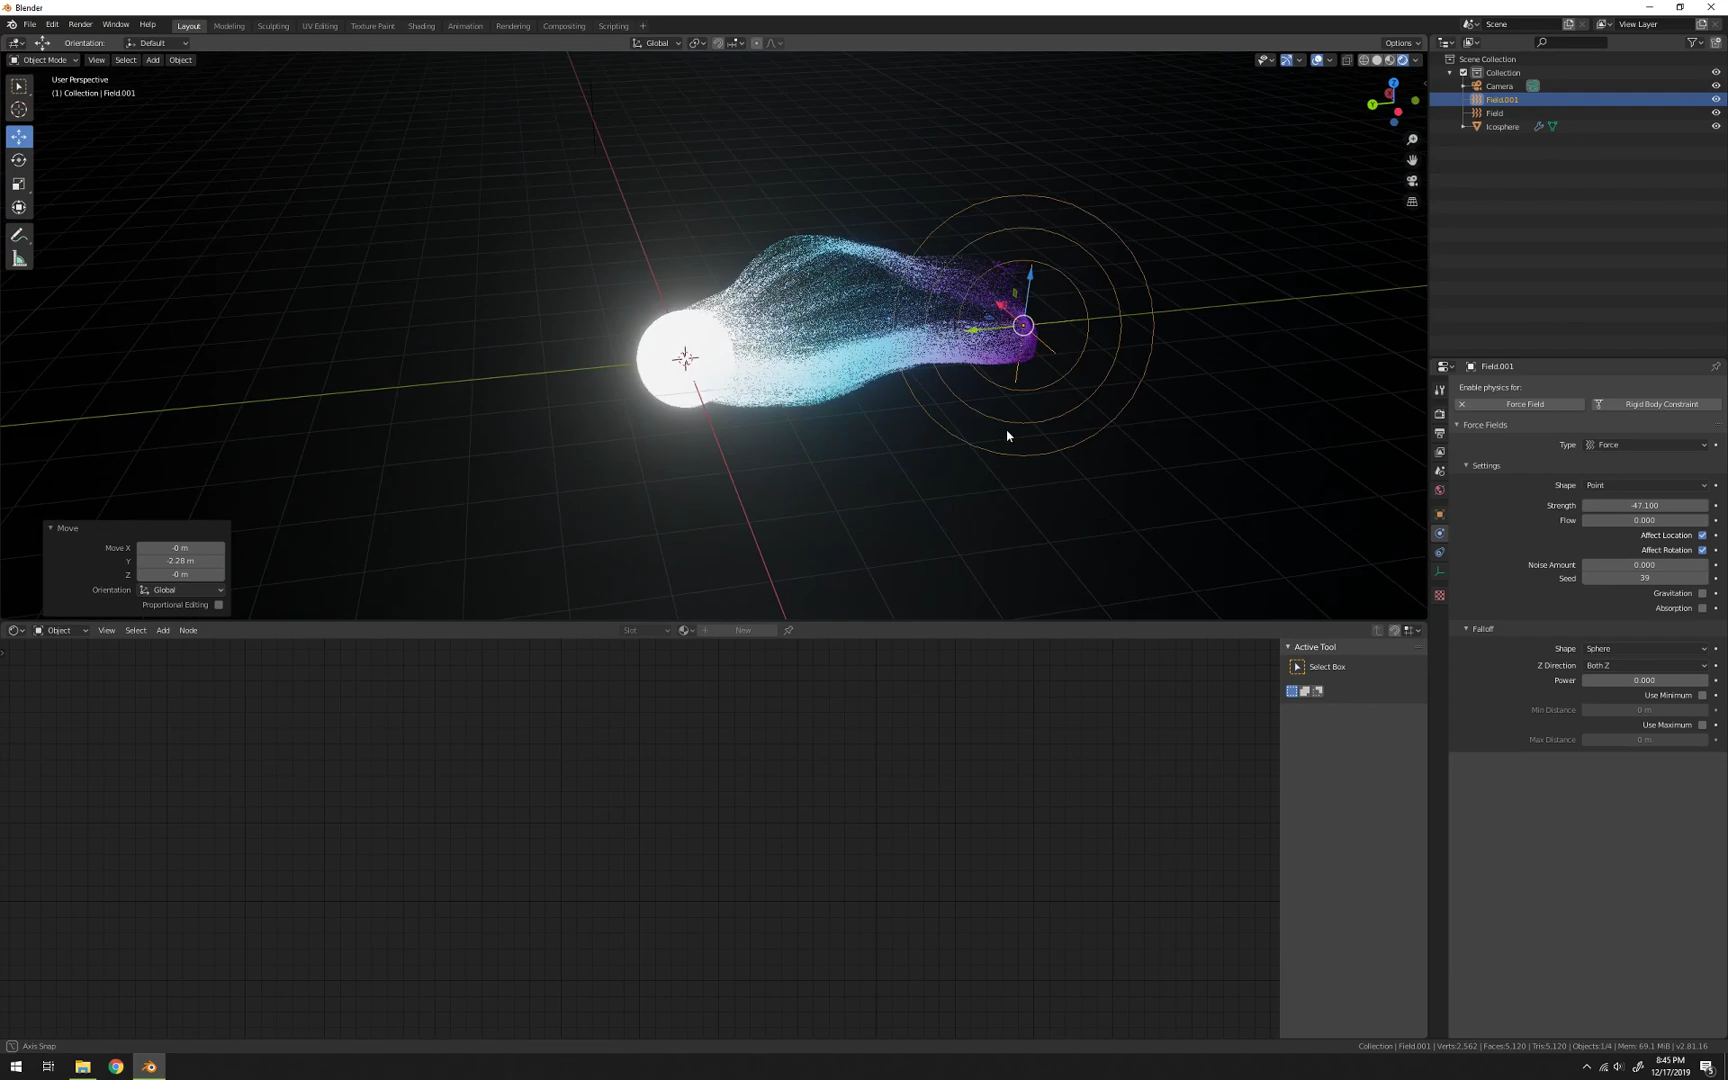 Blender
File Edit Render Window Help
Layout Modeling Sculpting UV Editing Texture Paint Shading Animation Rendering Compositing Scripting +
Scene
View Layer
Orientation: Default
Global
Options
Object Mode View Select Add Object
User Perspective
(1) Collection | Field.001
Z
Y
Scene Collection
Collection
Camera
Field.001
Field
Icosphere
Field.001
Enable physics for:
Force Field
Rigid Body Constraint
Force Fields
Type Force
Settings
Shape Point
Strength -47.100
Flow 0.000
Affect Location
Affect Rotation
Noise Amount 0.000
Seed 39
Gravitation
Absorption
Falloff
Shape Sphere
Z Direction Both Z
Power 0.000
Use Minimum
Min Distance 0 m
Use Maximum
Max Distance 0 m
Move
Move X -0 m
Y -2.28 m
Z -0 m
Orientation Global
Proportional Editing
Object View Select Add Node
Slot
New
Active Tool
Select Box
Axis Snap
Collection | Field.001 | Verts:2,562 | Faces:5,120 | Tris:5,120 | Objects:1/4 | Mem: 69.1 MiB | v2.81.16
8:45 PM
12/17/2019
5